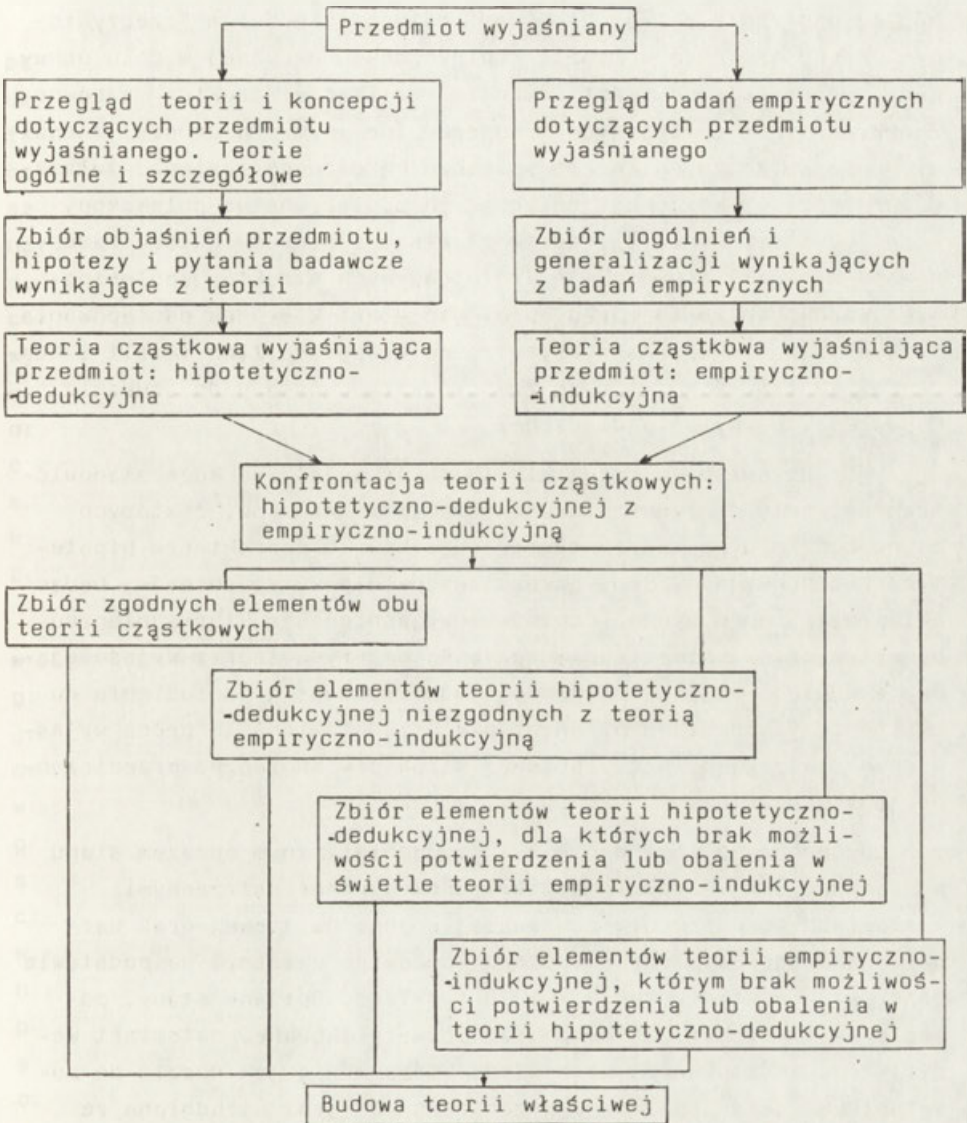 Przedmiot wyjaśniany
Przegląd teorii i koncepcji
dotyczących przedmiotu
wyjaśnianego. Teorie
ogólne i szczegółowe
Przegląd badań empirycznych
dotyczących przedmiotu
wyjaśnianego
Zbiór objaśnień przedmiotu,
hipotezy i pytania badawcze
wynikające z teorii
Zbiór uogólnień i
generalizacji wynikających
z badań empirycznych
Teoria cząstkowa wyjaśniająca
przedmiot: hipotetyczno-
-dedukcyjna
Teoria cząstkowa wyjaśniająca
przedmiot: empiryczno-
-indukcyjna
Konfrontacja teorii cząstkowych:
hipotetyczno-dedukcyjnej z
empiryczno-indukcyjną
Zbiór zgodnych elementów obu
teorii cząstkowych
Zbiór elementów teorii hipotetyczno-
-dedukcyjnej niezgodnych z teorią
empiryczno-indukcyjną
Zbiór elementów teorii hipotetyczno-
-dedukcyjnej, dla których brak możli-
wości potwierdzenia lub obalenia w
świetle teorii empiryczno-indukcyjnej
Zbiór elementów teorii empiryczno-
-indukcyjnej, którym brak możliwoś-
ci potwierdzenia lub obalenia w
teorii hipotetyczno-dedukcyjnej
Budowa teorii właściwej